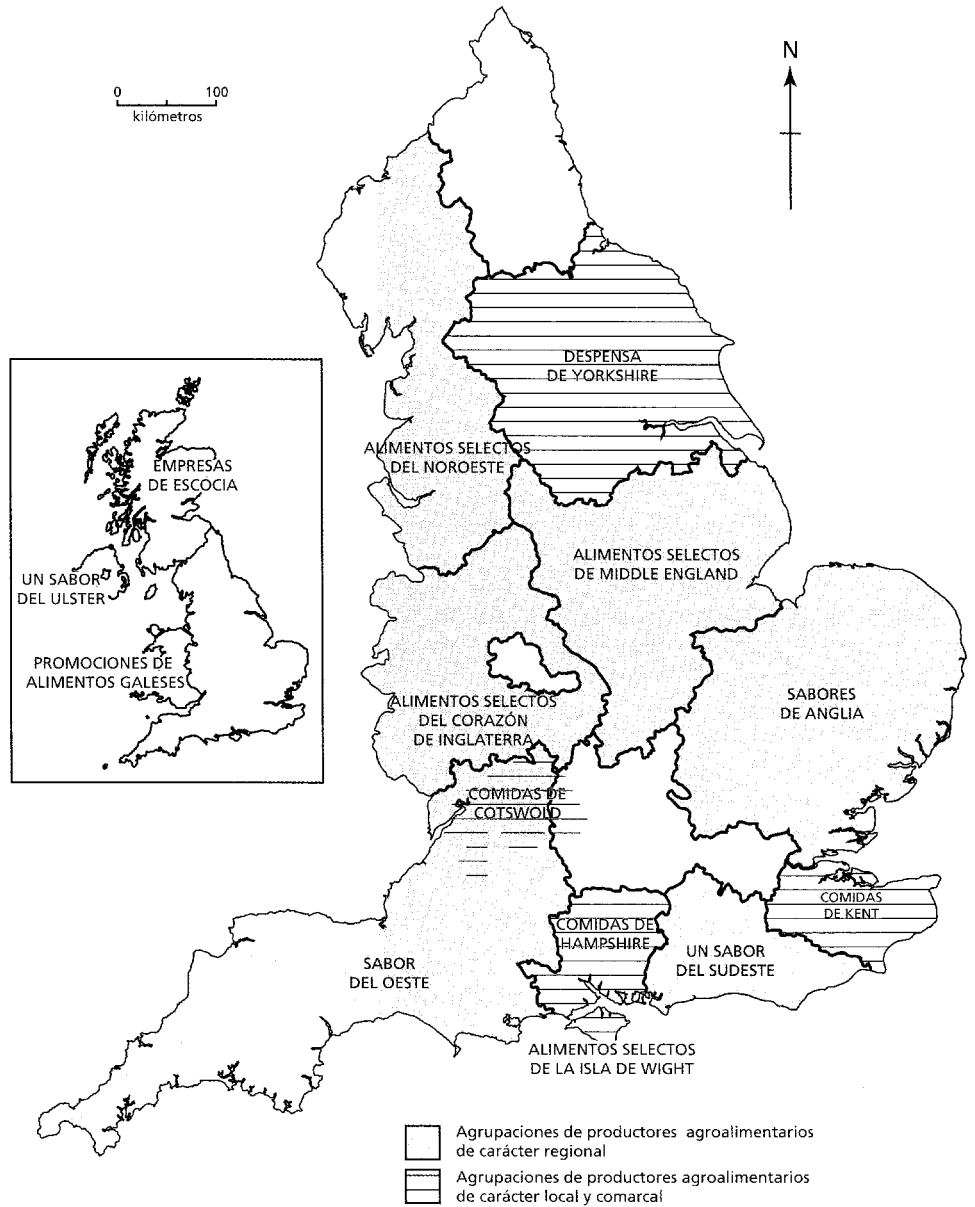 N
0 100
kilómetros
DESPENSA
DE YORKSHIRE
ALIMENTOS SELECTOS
DEL NOROESTE
EMPRESAS
DE ESCOCIA
UN SABOR
DEL ULSTER
PROMOCIONES DE
ALIMENTOS GALESES
ALIMENTOS SELECTOS
DE MIDDLE ENGLAND
SABORES
DE ANGLIA
ALIMENTOS SELECTOS
DEL CORAZÓN
DE INGLATERRA
COMIDAS DE
COTSWOLD
COMIDAS
DE KENT
COMIDAS DE
HAMPSHIRE
UN SABOR
DEL SUDESTE
SABOR
DEL OESTE
ALIMENTOS SELECTOS
DE LA ISLA DE WIGHT
Agrupaciones de productores agroalimentarios
de carácter regional
Agrupaciones de productores agroalimentarios
de carácter local y comarcal